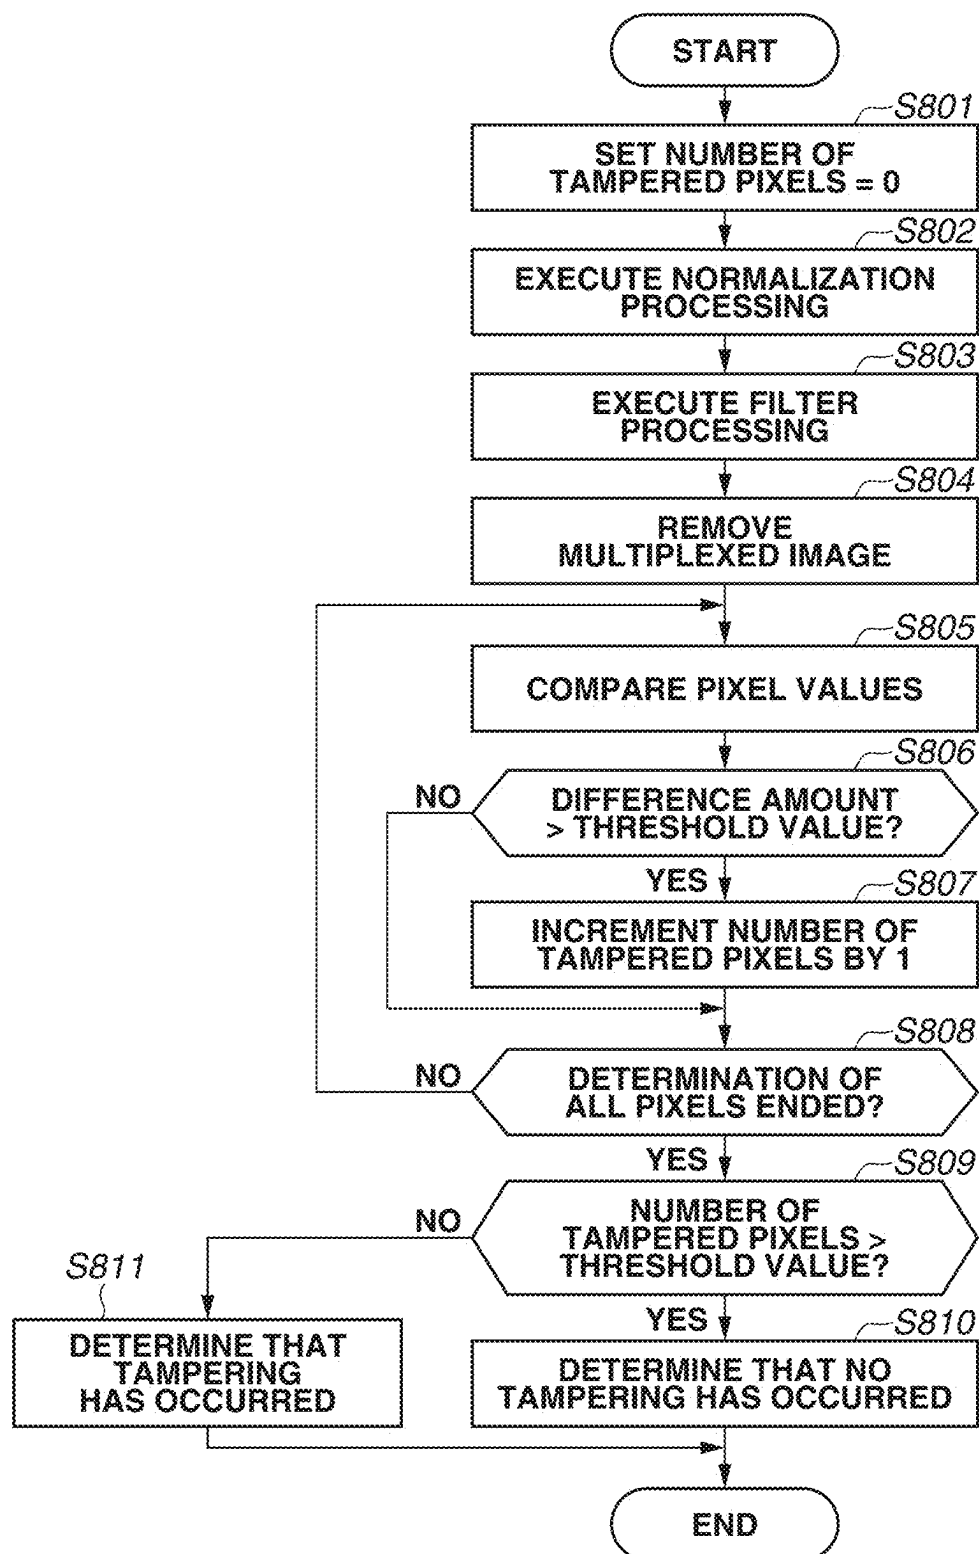 START
S801
SET NUMBER OF
TAMPERED PIXELS = 0
S802
EXECUTE NORMALIZATION
PROCESSING
S803
EXECUTE FILTER
PROCESSING
S804
REMOVE
MULTIPLEXED IMAGE
S805
COMPARE PIXEL VALUES
S806
NO
DIFFERENCE AMOUNT
> THRESHOLD VALUE?
YES
S807
INCREMENT NUMBER OF
TAMPERED PIXELS BY 1
S808
NO
DETERMINATION OF
ALL PIXELS ENDED?
YES
S809
NO
NUMBER OF
TAMPERED PIXELS >
THRESHOLD VALUE?
S811
YES
S810
DETERMINE THAT
TAMPERING
HAS OCCURRED
DETERMINE THAT NO
TAMPERING HAS OCCURRED
END